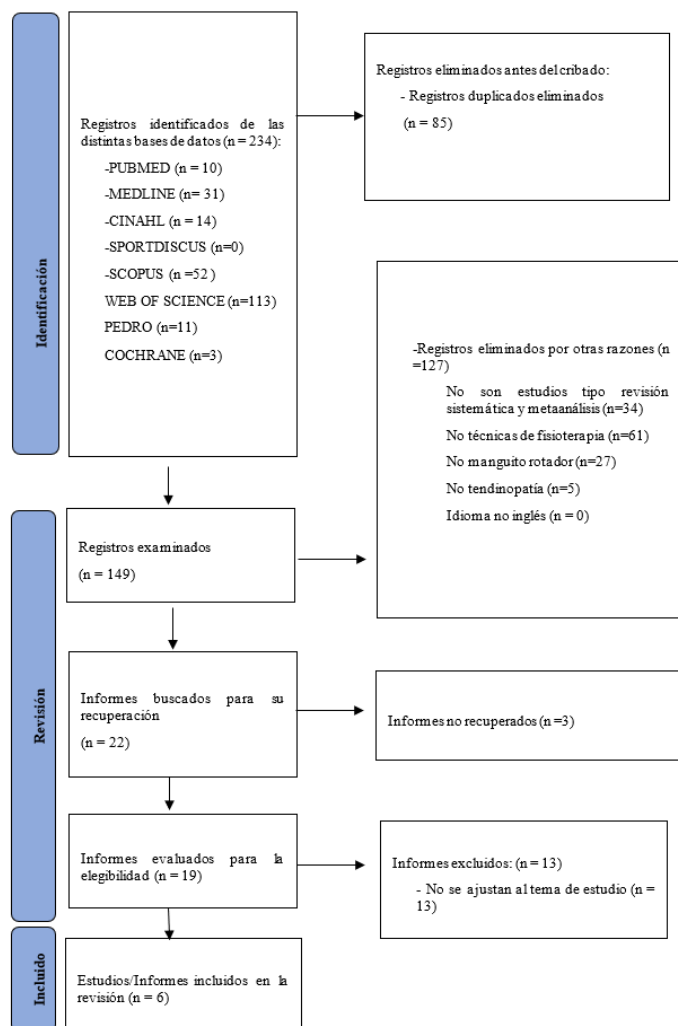 Identificación
Registros identificados de las
distintas bases de datos (n = 234):
-PUBMED (n = 10)
-MEDLINE (n= 31)
-CINAHL (n = 14)
-SPORTDISCUS (n=0)
-SCOPUS (n =52 )
WEB OF SCIENCE (n=113)
PEDRO (n=11)
COCHRANE (n=3)
Registros eliminados antes del cribado:
- Registros duplicados eliminados
(n = 85)
-Registros eliminados por otras razones (n
=127)
No son estudios tipo revisión
sistemática y metaanálisis (n=34)
No técnicas de fisioterapia (n=61)
No manguito rotador (n=27)
No tendinopatía (n=5)
Idioma no inglés (n = 0)
Revisión
Registros examinados
(n = 149)
Informes buscados para su
recuperación
(n = 22)
Informes no recuperados (n =3)
Informes evaluados para la
elegibilidad (n = 19)
Informes excluidos: (n = 13)
- No se ajustan al tema de estudio (n =
13)
Incluido
Estudios/Informes incluidos en la
revisión (n = 6)